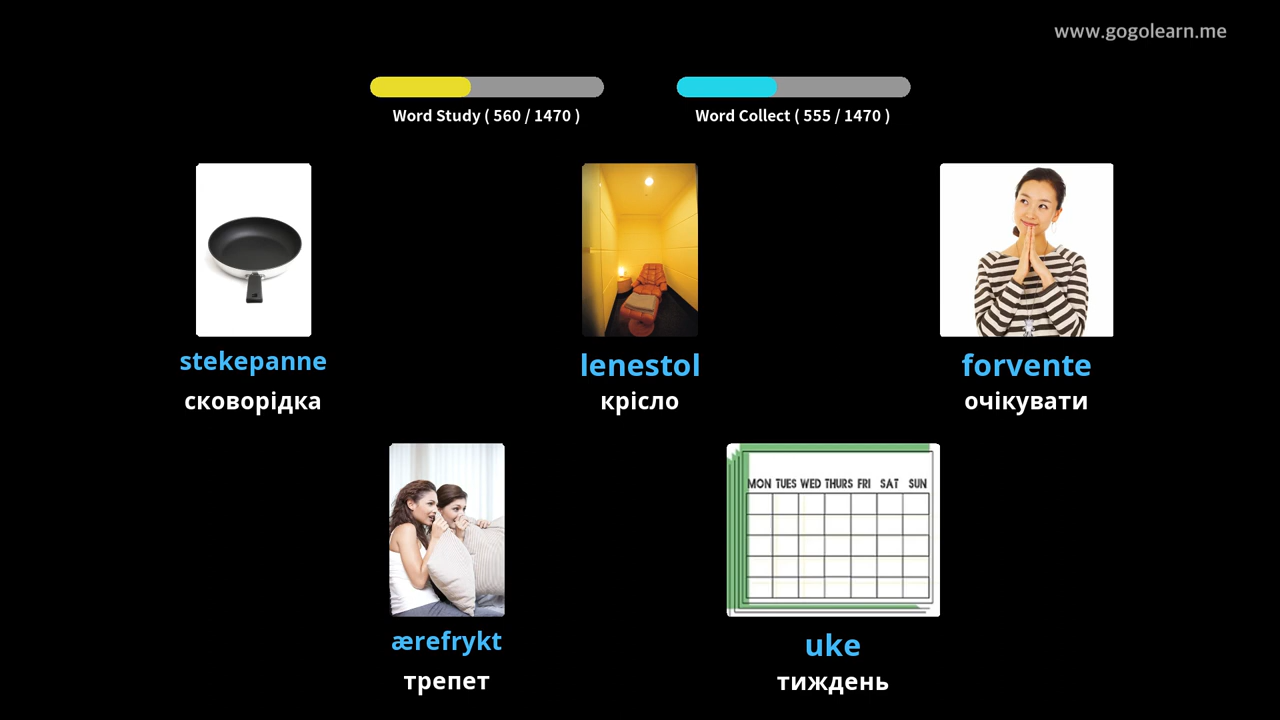 www.gogolearn.me
Word Study ( 560 / 1470 )
Word Collect ( 555 / 1470 )
stekepanne
сковорідка
lenestol
крісло
forvente
очікувати
MON TUES WED THURS FRI SAT SUN
ærefrykt
трепет
uke
тиждень